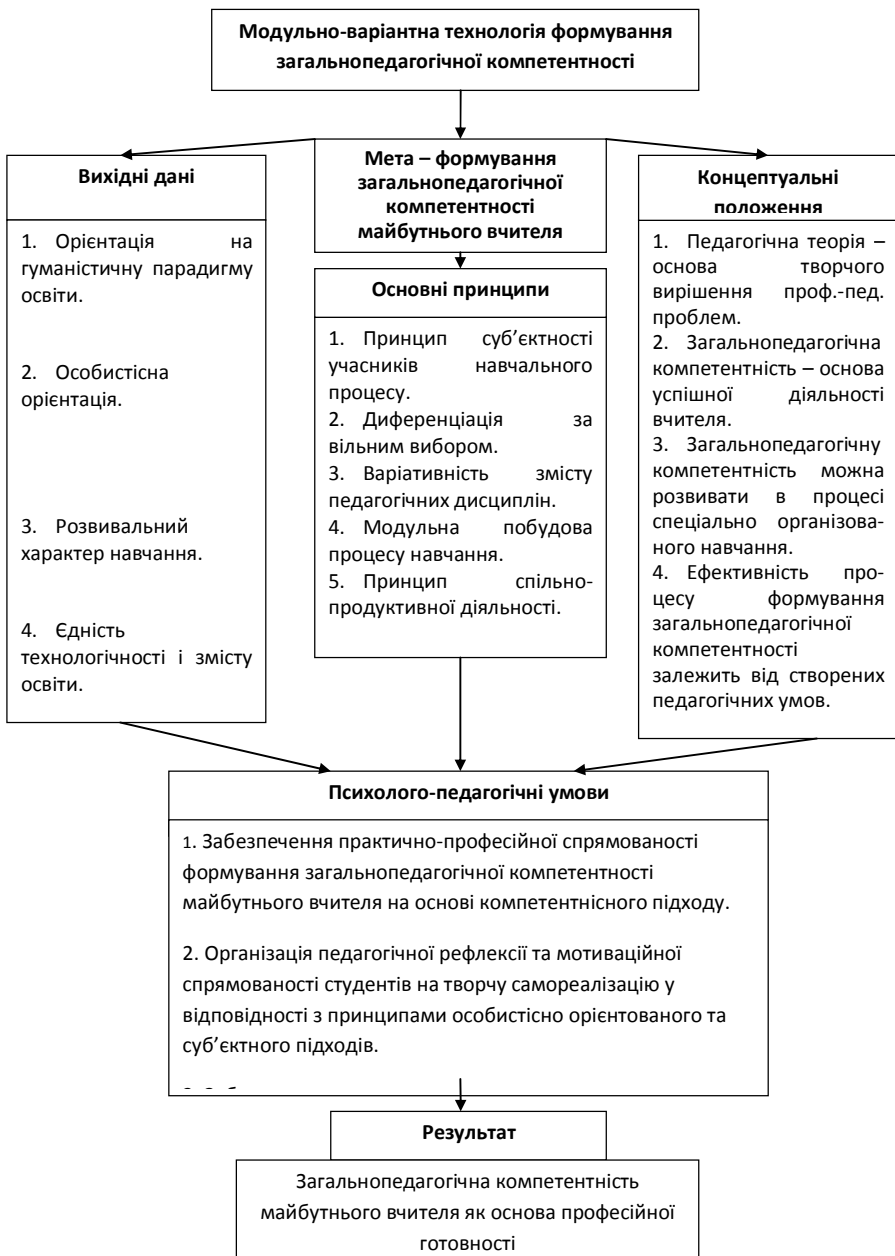 Модульно-варіантна технологія формування
загальнопедагогічної компетентності
Вихідні дані
1. Орієнтація на
гуманістичну парадигму
освіти.
2. Особистісна
орієнтація.
3. Розвивальний
характер навчання.
4. Єдність
технологічності і змісту
освіти.
Мета – формування
загальнопедагогічної
компетентності
майбутнього вчителя
Основні принципи
1. Принцип суб’єктності
учасників навчального
процесу.
2. Диференціація за
вільним вибором.
3. Варіативність змісту
педагогічних дисциплін.
4. Модульна побудова
процесу навчання.
5. Принцип спільно-
продуктивної діяльності.
Концептуальні
положення
1. Педагогічна теорія –
основа творчого
вирішення проф.-пед.
проблем.
2. Загальнопедагогічна
компетентність – основа
успішної діяльності
вчителя.
3. Загальнопедагогічну
компетентність можна
розвивати в процесі
спеціально організова-
ного навчання.
4. Ефективність про-
цесу формування
загальнопедагогічної
компетентності
залежить від створених
педагогічних умов.
Психолого-педагогічні умови
1. Забезпечення практично-професійної спрямованості
формування загальнопедагогічної компетентності
майбутнього вчителя на основі компетентнісного підходу.
2. Організація педагогічної рефлексії та мотиваційної
спрямованості студентів на творчу самореалізацію у
відповідності з принципами особистісно орієнтованого та
суб’єктного підходів.
Результат
Загальнопедагогічна компетентність
майбутнього вчителя як основа професійної
готовності